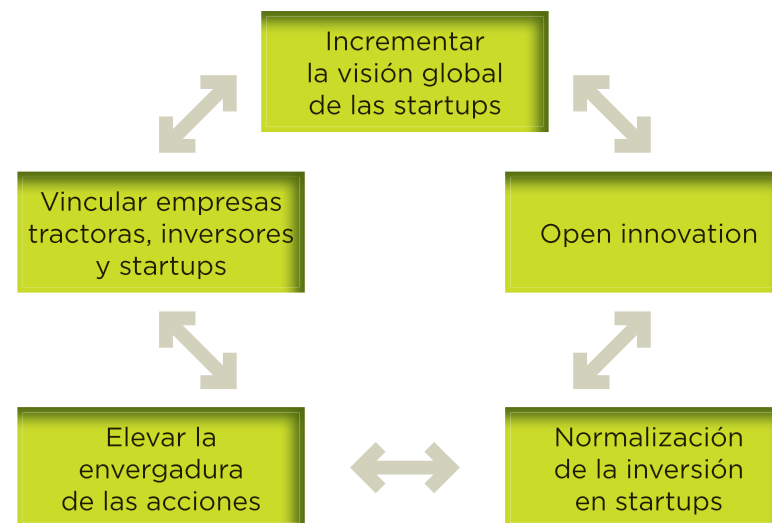 Incrementar
la visión global
de las startups
Vincular empresas
tractoras, inversores
y startups
Open innovation
Elevar la
envergadura
de las acciones
Normalización
de la inversión
en startups